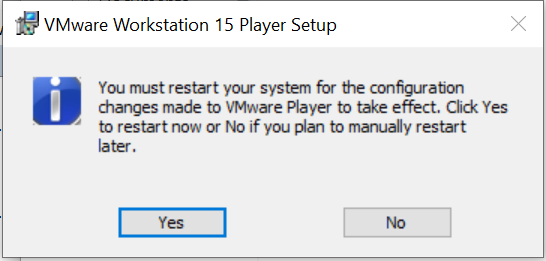 VMware Workstation 15 Player Setup
You must restart your system for the configuration
changes made to VMware Player to take effect. Click Yes
to restart now or No if you plan to manually restart
later.
Yes
No